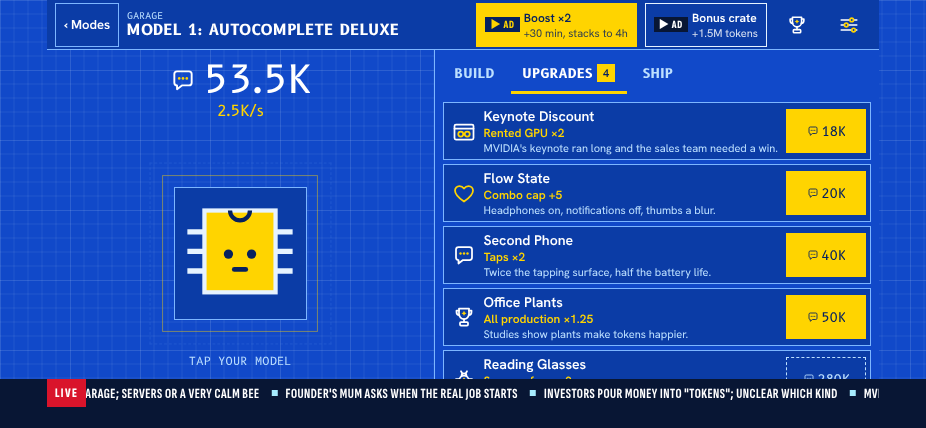 ‹ Modes
GARAGE
MODEL 1: AUTOCOMPLETE DELUXE
AD
Boost ×2
+30 min, stacks to 4h
AD
Bonus crate
+1.5M tokens
53.5K
2.5K/s
TAP YOUR MODEL
BUILD
UPGRADES 4
SHIP
Keynote Discount
Rented GPU ×2
MVIDIA's keynote ran long and the sales team needed a win.
18K
Flow State
Combo cap +5
Headphones on, notifications off, thumbs a blur.
20K
Second Phone
Taps ×2
Twice the tapping surface, half the battery life.
40K
Office Plants
All production ×1.25
Studies show plants make tokens happier.
50K
Reading Glasses
LIVE
ARAGE; SERVERS OR A VERY CALM BEE ■ FOUNDER'S MUM ASKS WHEN THE REAL JOB STARTS ■ INVESTORS POUR MONEY INTO "TOKENS"; UNCLEAR WHICH KIND ■